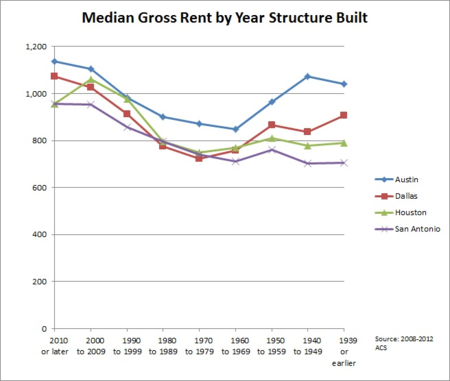 Median Gross Rent by Year Structure Built
1,200
1,000
800
600
400
200
0
2010 or later
2000 to 2009
1990 to 1999
1980 to 1989
1970 to 1979
1960 to 1969
1950 to 1959
1940 to 1949
1939 or earlier
Austin
Dallas
Houston
San Antonio
Source: 2008-2012
ACS